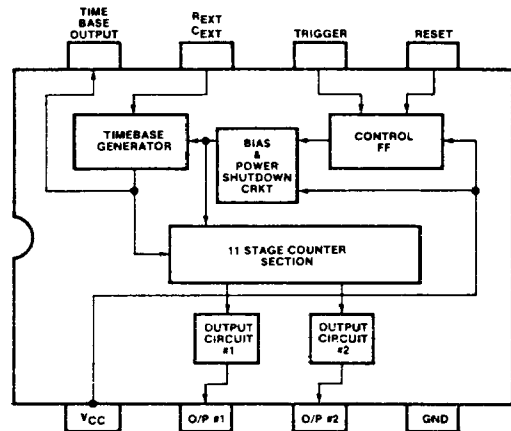 TIME
BASE
OUTPUT
REXT
CEXT
TRIGGER
RESET
TIMEBASE
GENERATOR
BIAS
&
POWER
SHUTDOWN
CRKT
CONTROL
FF
11 STAGE COUNTER
SECTION
OUTPUT
CIRCUIT
#1
OUTPUT
CIRCUIT
#2
VCC
O/P #1
O/P #2
GND